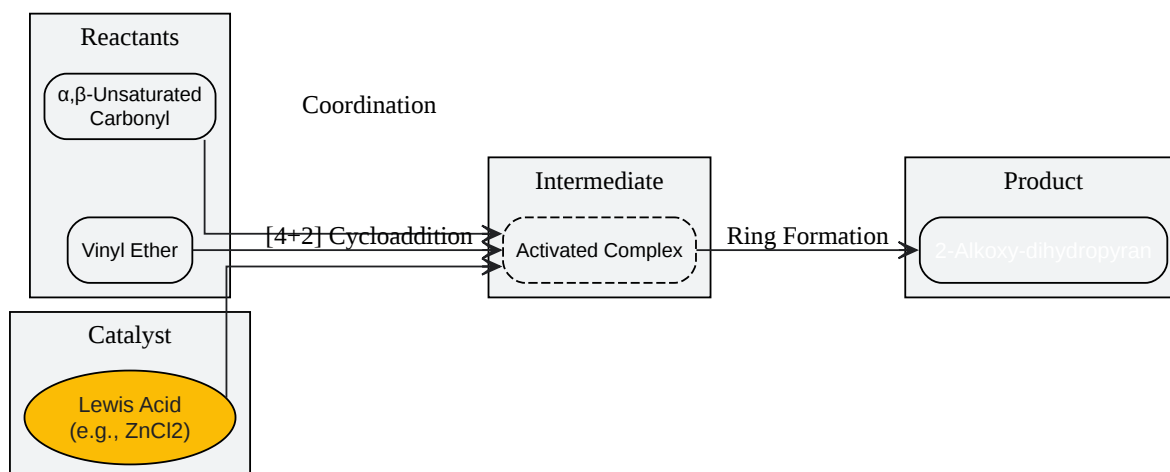 Reactants
α,β-Unsaturated
Carbonyl
Coordination
Vinyl Ether
[4+2] Cycloaddition
Intermediate
Activated Complex
Ring Formation
Product
2-Alkoxy-dihydropyran
Catalyst
Lewis Acid
(e.g., ZnCl2)